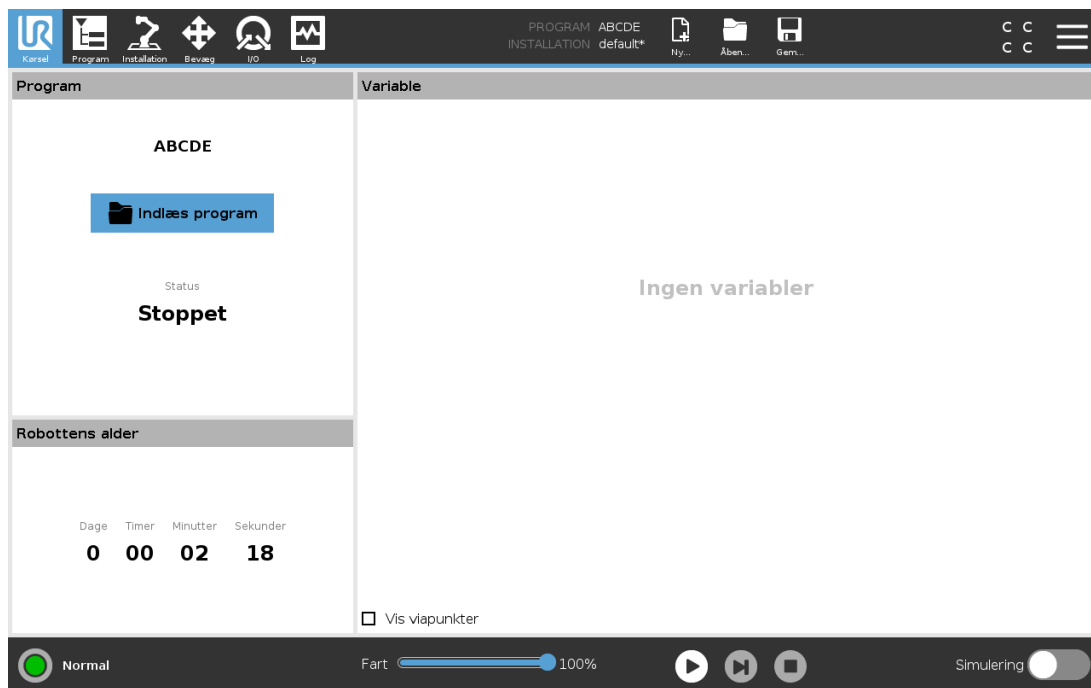 UR
Kørsel
Program
Installation
Bevæg
I/O
Log
PROGRAM ABCDE
INSTALLATION default*
Ny...
Åben...
Gem...
C C
C C
Program
ABCDE
Indlæs program
Status
Stoppet
Variable
Ingen variabler
Vis viapunkter
Robottens alder
Dage Timer Minutter Sekunder
0 00 02 18
Normal
Fart 100%
Simulering